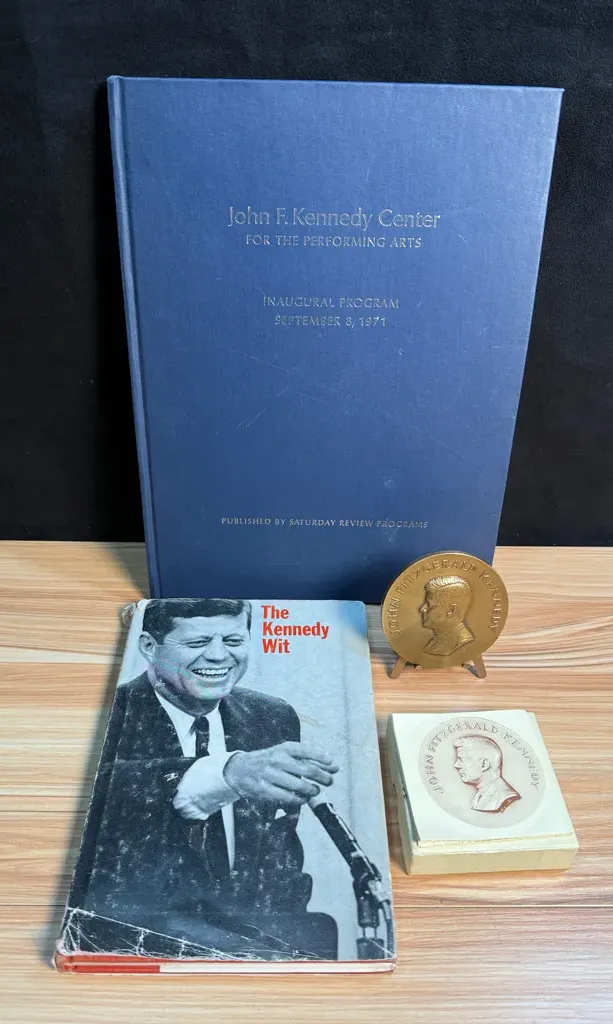 John F. Kennedy Center
FOR THE PERFORMING ARTS
INAUGURAL PROGRAM
SEPTEMBER 8, 1971
PUBLISHED BY SATURDAY REVIEW PROGRAMS
The
Kennedy
Wit
JOHN FITZGERALD KENNEDY
JOHN FITZGERALD KENNEDY